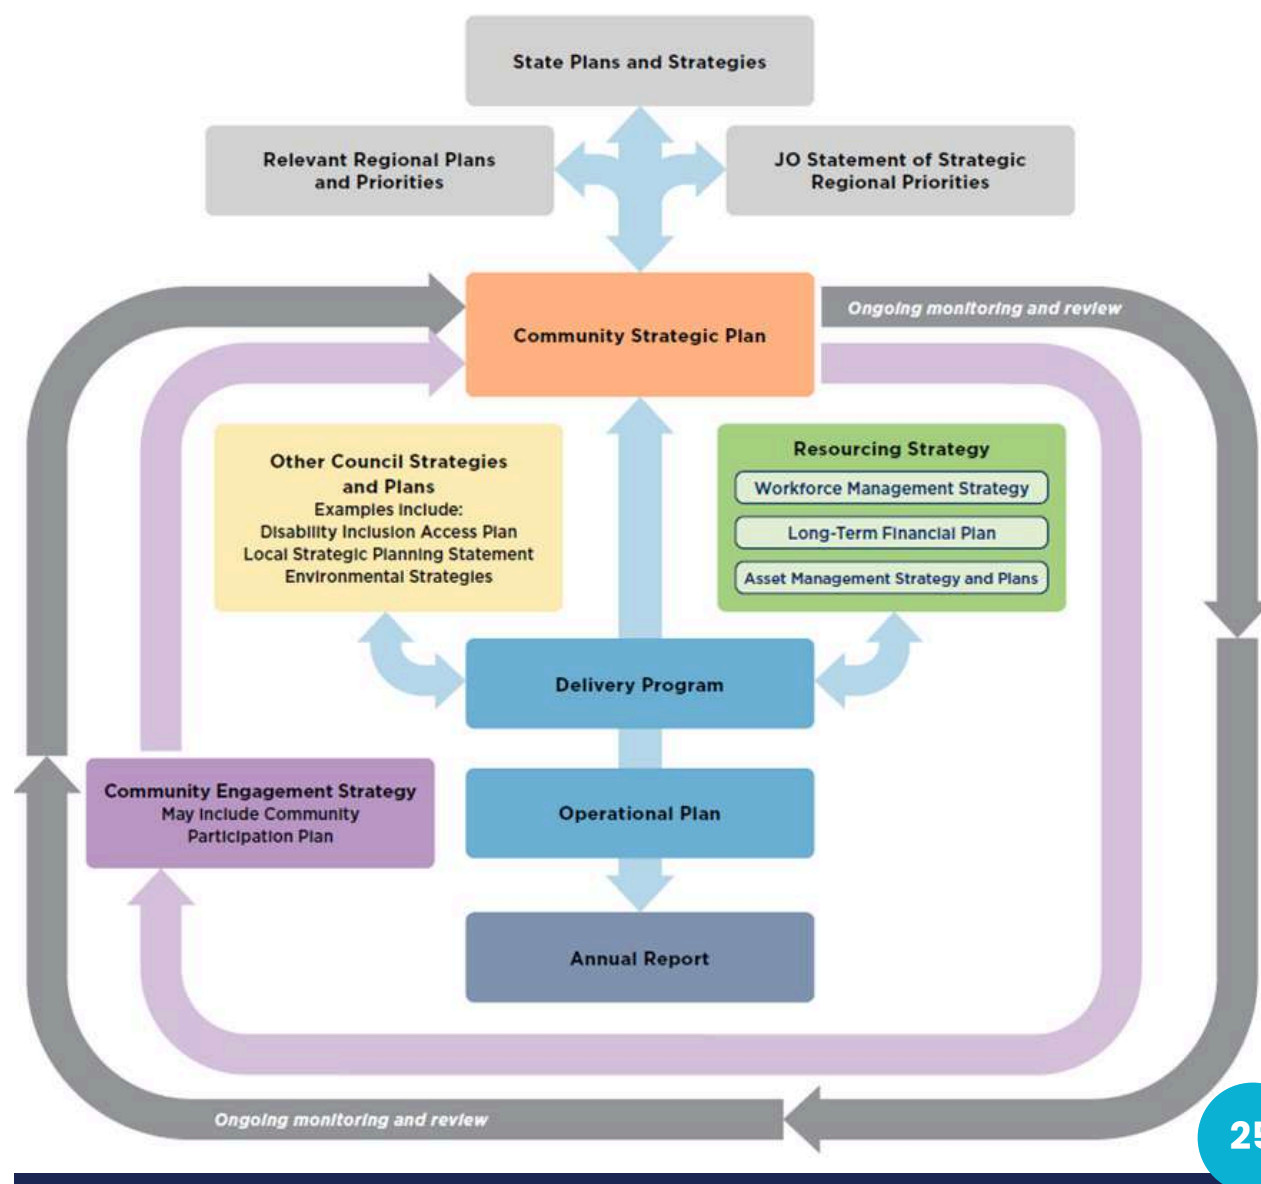 State Plans and Strategies
Relevant Regional Plans
and Priorities
JO Statement of Strategic
Regional Priorities
Community Strategic Plan
Ongoing monitoring and review
Other Council Strategies
and Plans
Examples include:
Disability Inclusion Access Plan
Local Strategic Planning Statement
Environmental Strategies
Resourcing Strategy
Workforce Management Strategy
Long-Term Financial Plan
Asset Management Strategy and Plans
Delivery Program
Community Engagement Strategy
May include Community
Participation Plan
Operational Plan
Annual Report
Ongoing monitoring and review
25